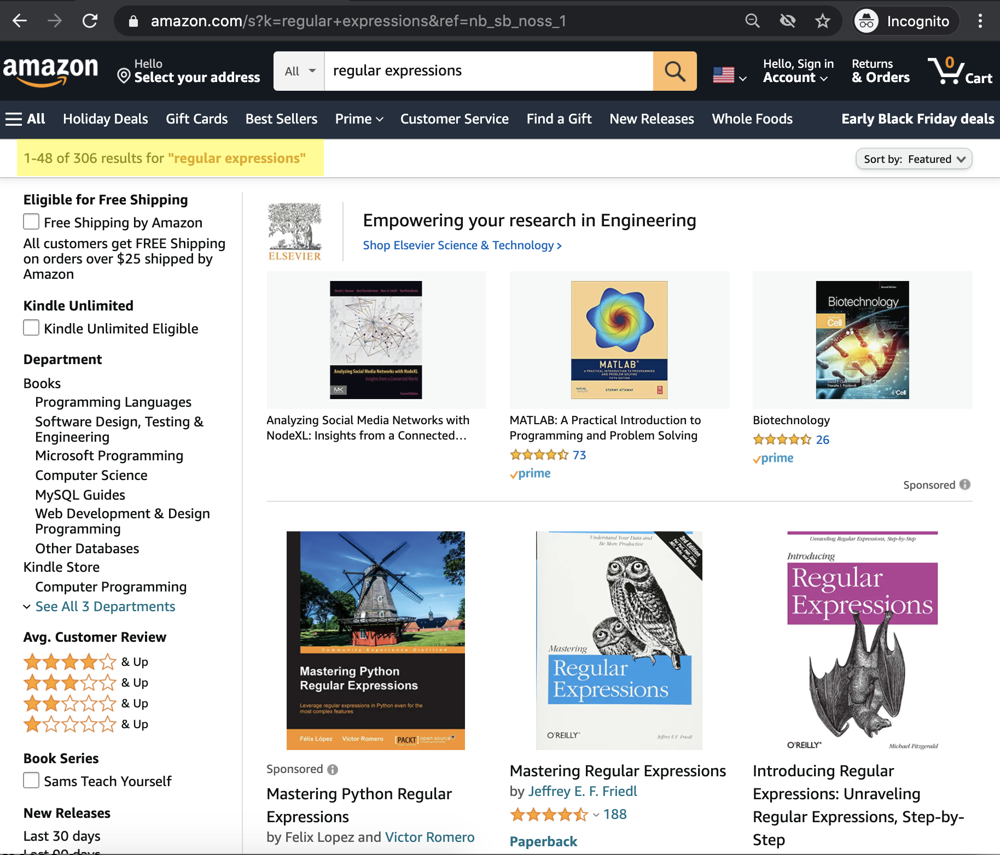 amazon.com/s?k=regular+expressions&ref=nb_sb_noss_1
Incognito
amazon
Hello
Select your address
All
regular expressions
Hello, Sign in
Account
Returns
& Orders
0
Cart
All
Holiday Deals
Gift Cards
Best Sellers
Prime
Customer Service
Find a Gift
New Releases
Whole Foods
Early Black Friday deals
1-48 of 306 results for "regular expressions"
Sort by: Featured
Eligible for Free Shipping
Free Shipping by Amazon
All customers get FREE Shipping
on orders over $25 shipped by
Amazon
Kindle Unlimited
Kindle Unlimited Eligible
Department
Books
Programming Languages
Software Design, Testing &
Engineering
Microsoft Programming
Computer Science
MySQL Guides
Web Development & Design
Programming
Other Databases
Kindle Store
Computer Programming
See All 3 Departments
Avg. Customer Review
& Up
& Up
& Up
& Up
Book Series
Sams Teach Yourself
New Releases
Last 30 days
Last 90 days
ELSEVIER
Empowering your research in Engineering
Shop Elsevier Science & Technology ›
Analyzing Social Media Networks with NodeXL
Insights from a Connected World
MK
Second Edition
MATLAB®
A PRACTICAL INTRODUCTION TO PROGRAMMING
AND PROBLEM SOLVING
FIFTH EDITION
STORMY ATTAWAY
Biotechnology
Cell
Analyzing Social Media Networks with
NodeXL: Insights from a Connected…
MATLAB: A Practical Introduction to
Programming and Problem Solving
73
prime
Biotechnology
26
prime
Sponsored
Community Experience Distilled
Mastering Python
Regular Expressions
Leverage regular expressions in Python even for the
most complex features
Félix López Víctor Romero [PACKT] open source*
Understand Your Data and
Be More Productive
3rd Edition
Mastering
Regular
Expressions
O'REILLY®
Jeffrey E.F. Friedl
Unraveling Regular Expressions, Step-by-Step
Introducing
Regular
Expressions
O'REILLY®
Michael Fitzgerald
Sponsored
Mastering Python Regular
Expressions
by Felix Lopez and Victor Romero
Mastering Regular Expressions
by Jeffrey E. F. Friedl
188
Paperback
Introducing Regular
Expressions: Unraveling
Regular Expressions, Step-by-
Step